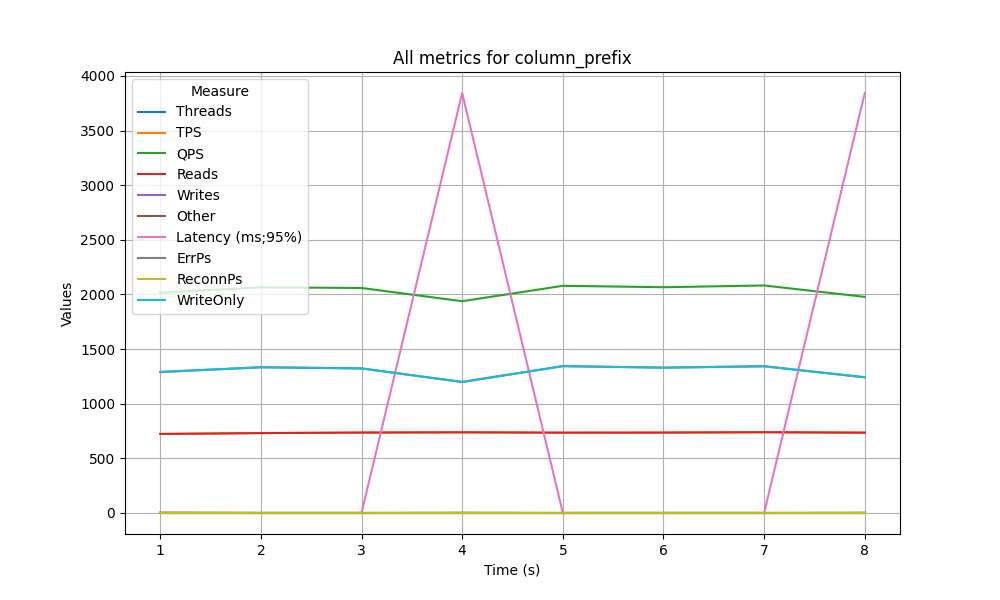 All metrics for column_prefix
Measure
Threads
TPS
QPS
Reads
Writes
Other
Latency (ms;95%)
ErrPs
ReconnPs
WriteOnly
Values
4000
3500
3000
2500
2000
1500
1000
500
0
1 2 3 4 5 6 7 8
Time (s)